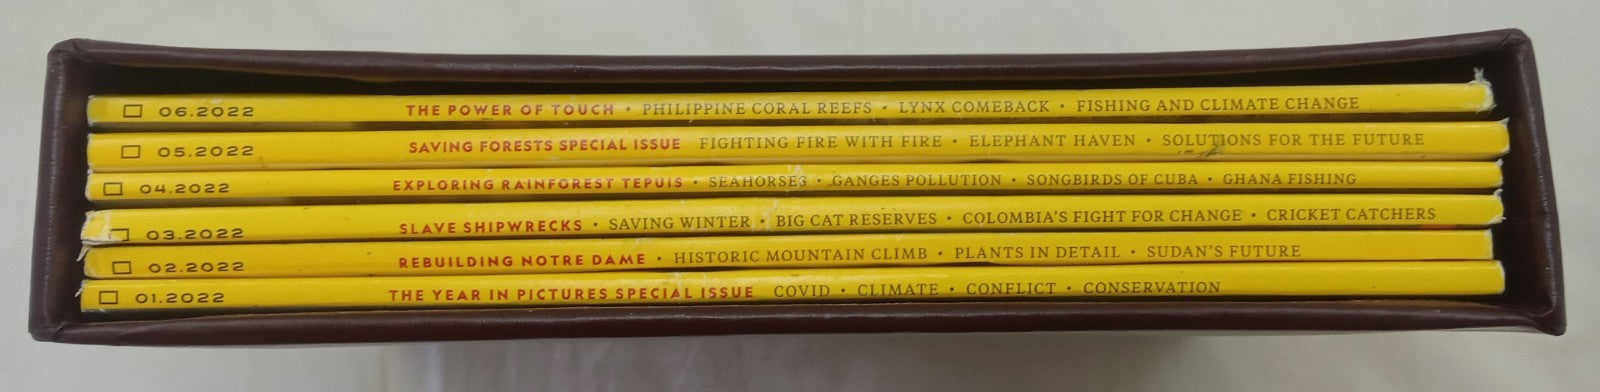 06.2022 THE POWER OF TOUCH • PHILIPPINE CORAL REEFS • LYNX COMEBACK • FISHING AND CLIMATE CHANGE
05.2022 SAVING FORESTS SPECIAL ISSUE FIGHTING FIRE WITH FIRE • ELEPHANT HAVEN • SOLUTIONS FOR THE FUTURE
04.2022 EXPLORING RAINFOREST TEPUIS • SEAHORSES • GANGES POLLUTION • SONGBIRDS OF CUBA • GHANA FISHING
03.2022 SLAVE SHIPWRECKS • SAVING WINTER • BIG CAT RESERVES • COLOMBIA'S FIGHT FOR CHANGE • CRICKET CATCHERS
02.2022 REBUILDING NOTRE DAME • HISTORIC MOUNTAIN CLIMB • PLANTS IN DETAIL • SUDAN'S FUTURE
01.2022 THE YEAR IN PICTURES SPECIAL ISSUE COVID • CLIMATE • CONFLICT • CONSERVATION